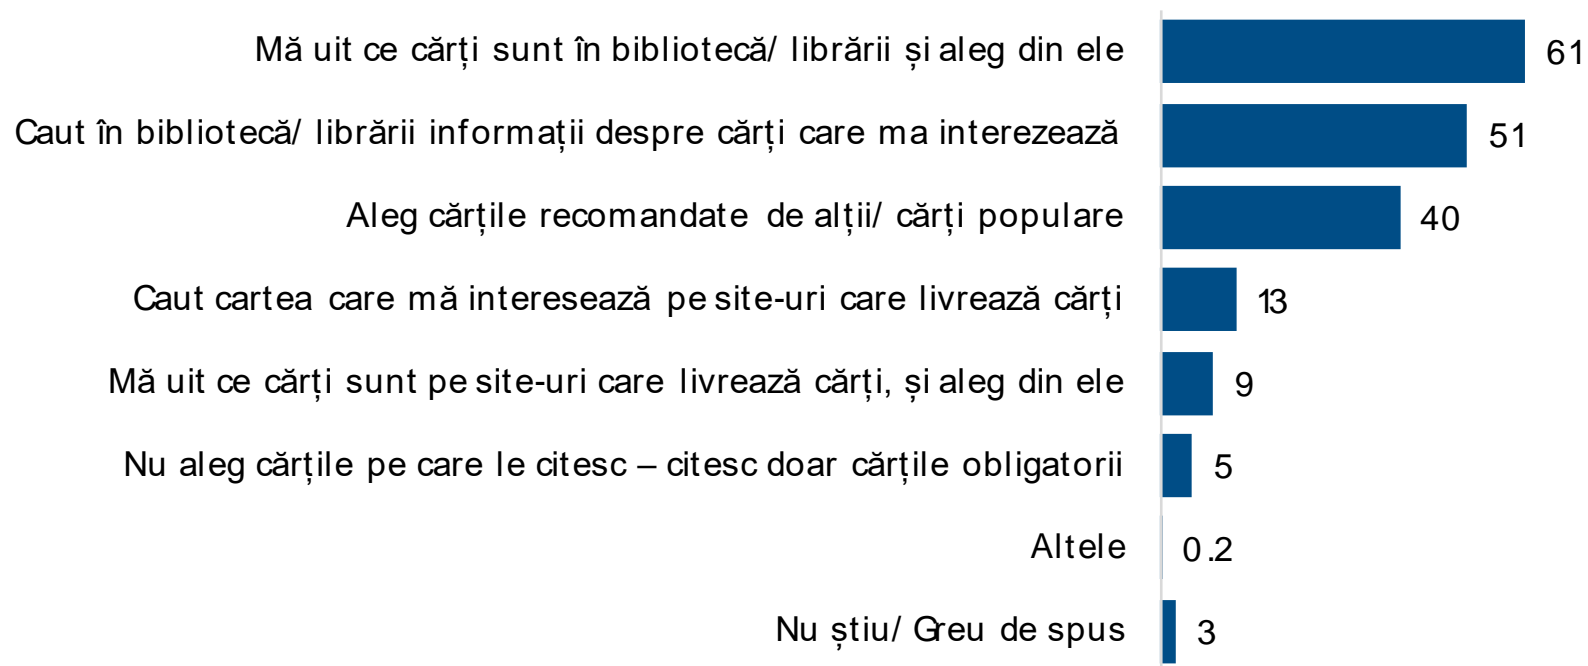 Mă uit ce cărți sunt în bibliotecă/ librării și aleg din ele 61
Caut în bibliotecă/ librării informații despre cărți care ma interezează 51
Aleg cărțile recomandate de alții/ cărți populare 40
Caut cartea care mă interesează pe site-uri care livrează cărți 13
Mă uit ce cărți sunt pe site-uri care livrează cărți, și aleg din ele 9
Nu aleg cărțile pe care le citesc – citesc doar cărțile obligatorii 5
Altele 0.2
Nu știu/ Greu de spus 3